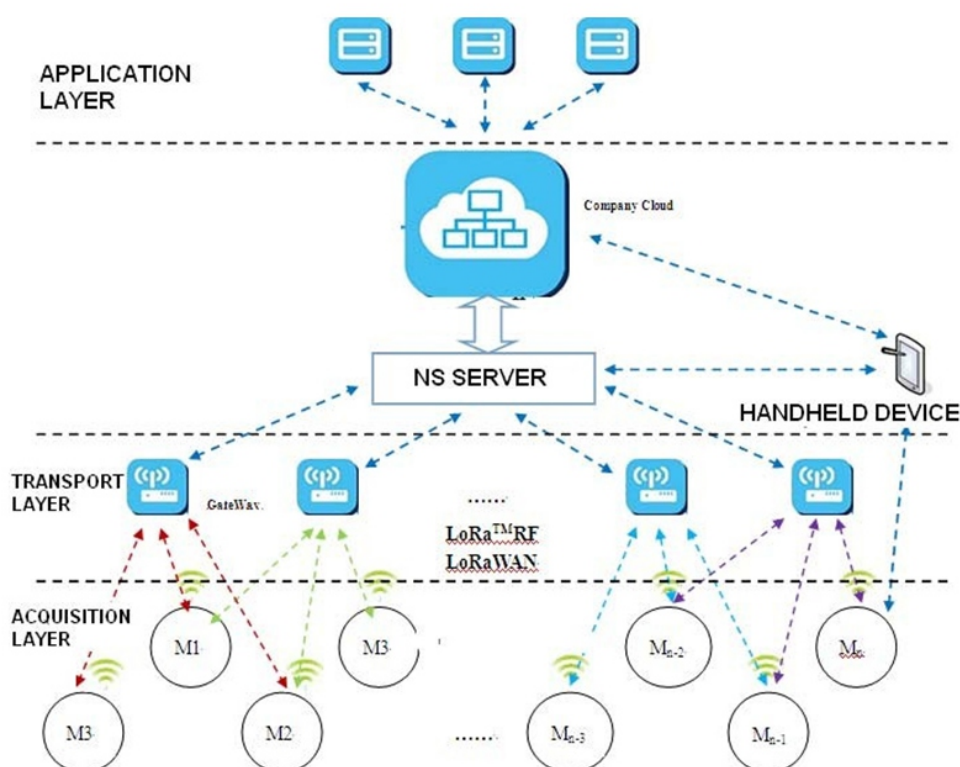 APPLICATION
LAYER
Company Cloud
NS SERVER
HANDHELD DEVICE
TRANSPORT
LAYER
GateWay.
......
LoRa™RF
LoRaWAN
ACQUISITION
LAYER
M1
M3
Mn-2
Mn
M3
M2
......
Mn-3
Mn-1